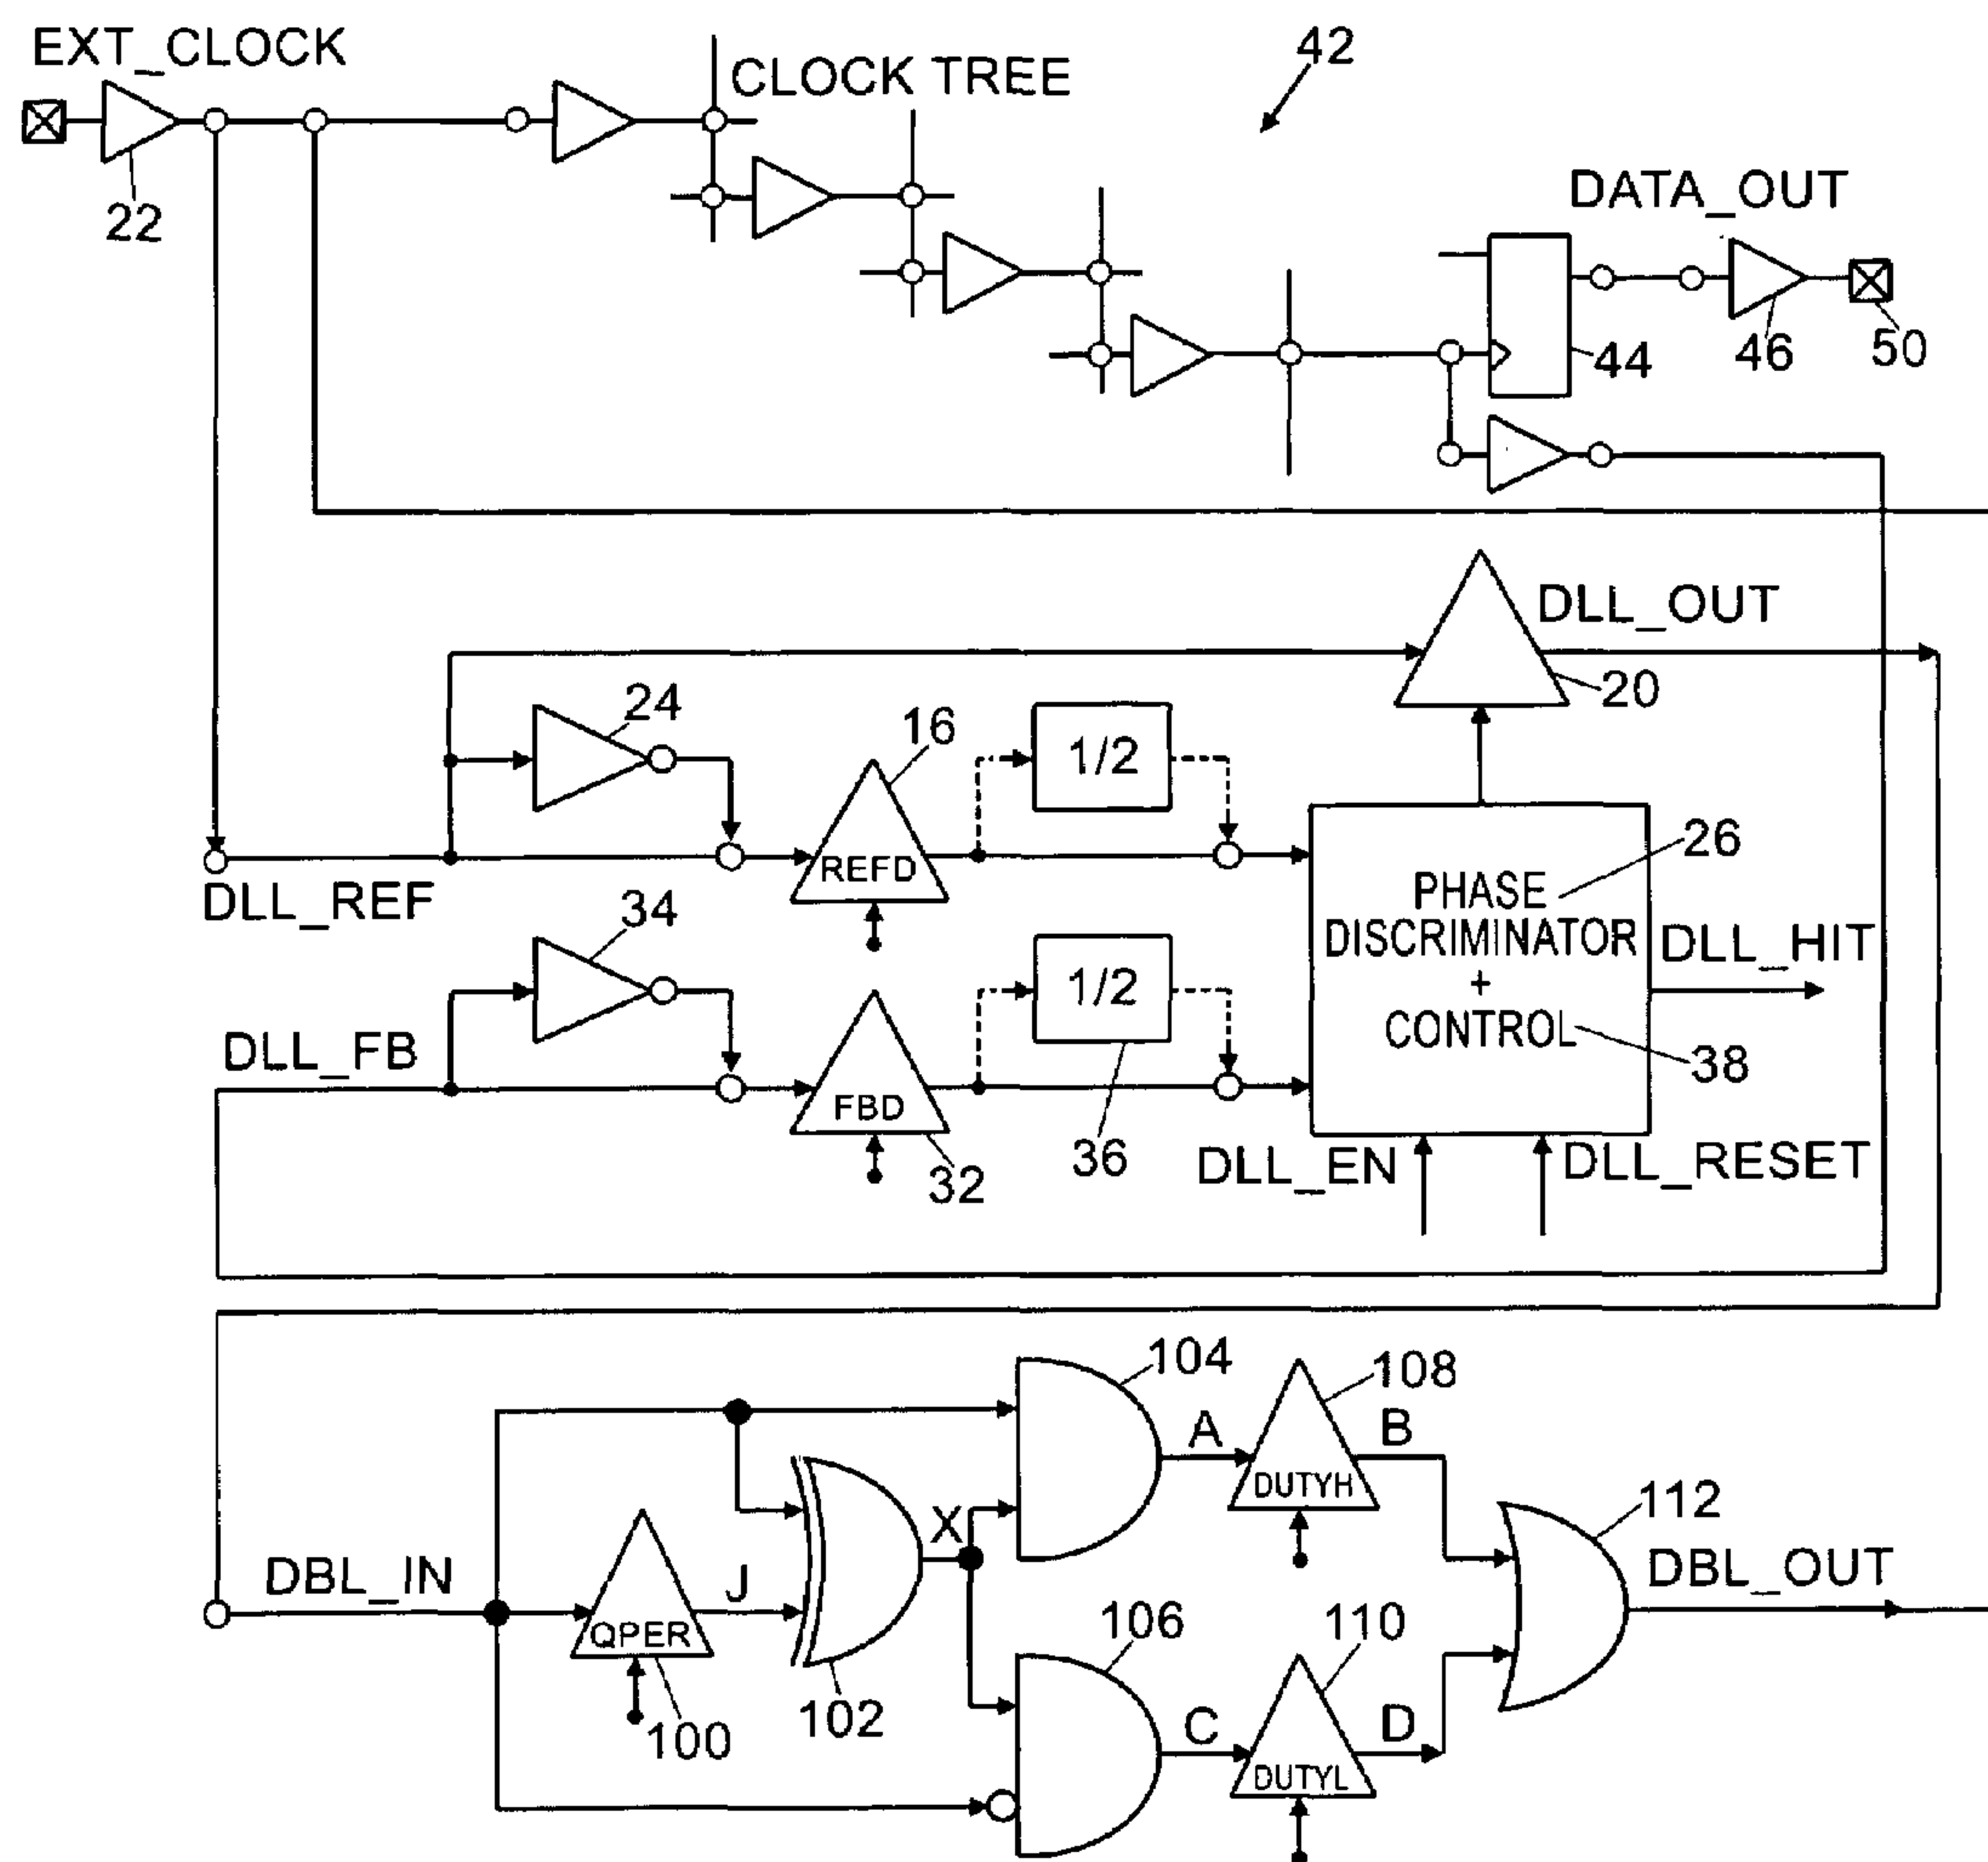 EXT_CLOCK
CLOCK TREE
42
22
DATA_OUT
44
46
50
DLL_OUT
20
24
16
1/2
REFD
DLL_REF
26
PHASE
DISCRIMINATOR
+
CONTROL
38
DLL_HIT
34
1/2
DLL_FB
FBD
32
36
DLL_EN
DLL_RESET
104
108
A
B
DUTYH
112
X
DBL_IN
J
QPER
100
102
106
110
C
D
DUTYL
DBL_OUT